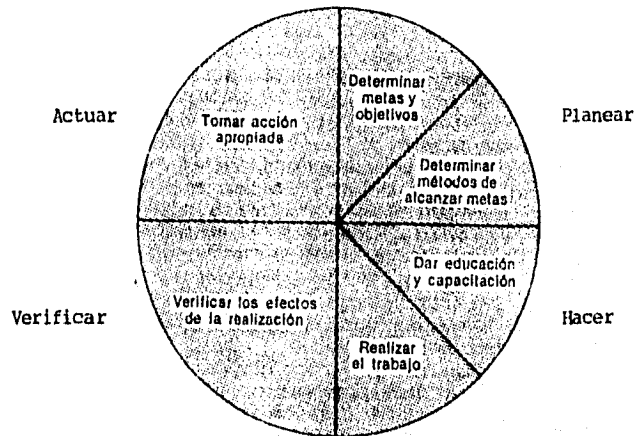 Actuar
Planear
Hacer
Verificar
Determinar
metas y
objetivos
Determinar
métodos de
alcanzar metas
Dar educación
y capacitación
Realizar
el trabajo
Verificar los efectos
de la realización
Tomar acción
apropiada